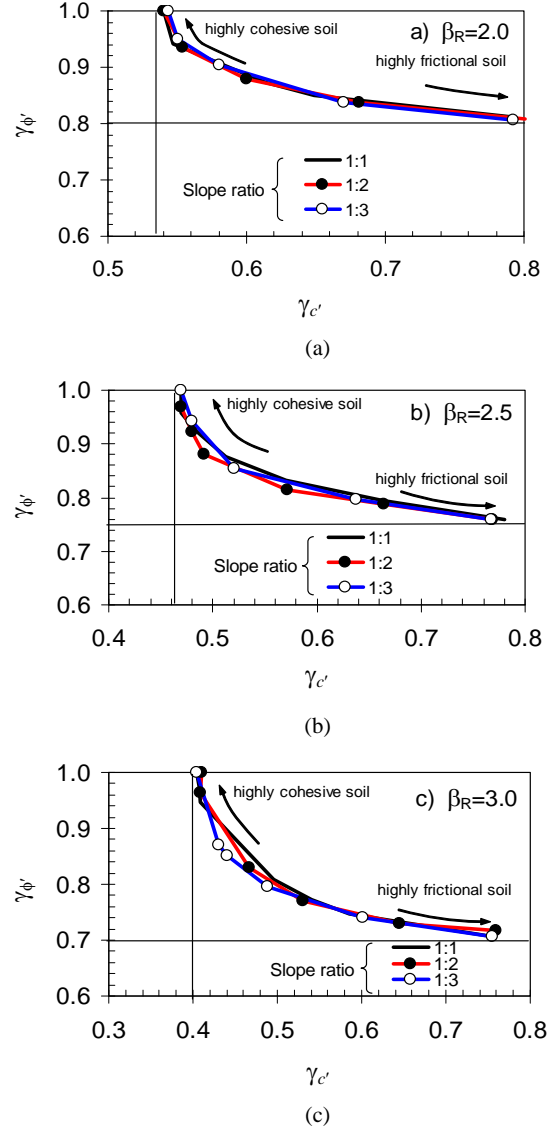 1.0
0.9
0.8
0.7
0.6
γϕ′
a) βR=2.0
highly cohesive soil
highly frictional soil
Slope ratio
1:1
1:2
1:3
0.5 0.6 0.7 0.8
γc′
(a)
1.0
0.9
0.8
0.7
0.6
γϕ′
b) βR=2.5
highly cohesive soil
highly frictional soil
Slope ratio
1:1
1:2
1:3
0.4 0.5 0.6 0.7 0.8
γc′
(b)
1.0
0.9
0.8
0.7
0.6
γϕ′
c) βR=3.0
highly cohesive soil
highly frictional soil
Slope ratio
1:1
1:2
1:3
0.3 0.4 0.5 0.6 0.7 0.8
γc′
(c)